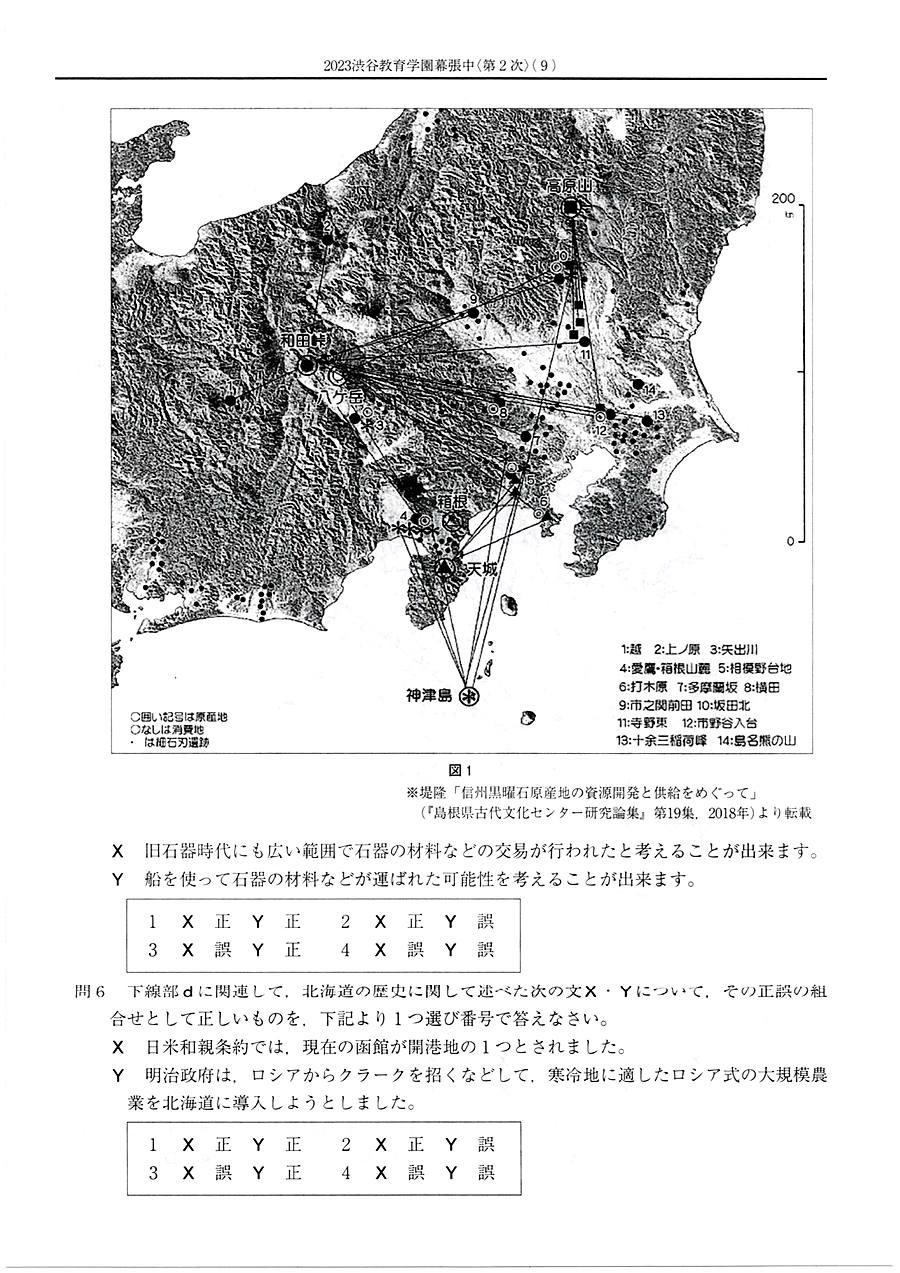 2023渋谷教育学園幕張中〈第2次〉(9)
高原山
200
km
和田峠
八ケ岳
箱根
天城
神津島
0
2
3
4
5
6
7
8
9
10
11
12
13
14
1:越 2:上ノ原 3:矢出川
4:愛鷹・箱根山麓 5:相模野台地
6:打木原 7:多摩蘭坂 8:横田
9:市之関前田 10:坂田北
11:寺野東 12:市野谷入台
13:十余三稲荷峰 14:島名熊の山
○囲い記号は原産地
○なしは消費地
・は細石刃遺跡
図1
※堤隆「信州黒曜石原産地の資源開発と供給をめぐって」
(『島根県古代文化センター研究論集』第19集, 2018年)より転載
X 旧石器時代にも広い範囲で石器の材料などの交易が行われたと考えることが出来ます。
Y 船を使って石器の材料などが運ばれた可能性を考えることが出来ます。
1 X 正 Y 正 2 X 正 Y 誤
3 X 誤 Y 正 4 X 誤 Y 誤
問6 下線部dに関連して,北海道の歴史に関して述べた次の文X・Yについて,その正誤の組
合せとして正しいものを,下記より1つ選び番号で答えなさい。
X 日米和親条約では,現在の函館が開港地の1つとされました。
Y 明治政府は,ロシアからクラークを招くなどして,寒冷地に適したロシア式の大規模農
業を北海道に導入しようとしました。
1 X 正 Y 正 2 X 正 Y 誤
3 X 誤 Y 正 4 X 誤 Y 誤